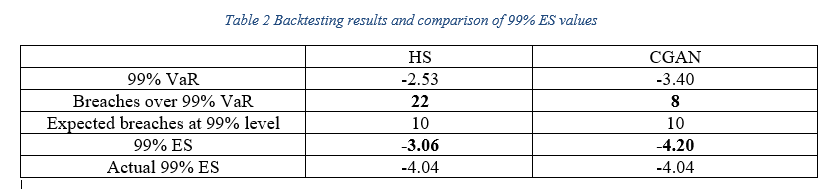 Table 2 Backtesting results and comparison of 99% ES values
HS CGAN
99% VaR -2.53 -3.40
Breaches over 99% VaR 22 8
Expected breaches at 99% level 10 10
99% ES -3.06 -4.20
Actual 99% ES -4.04 -4.04